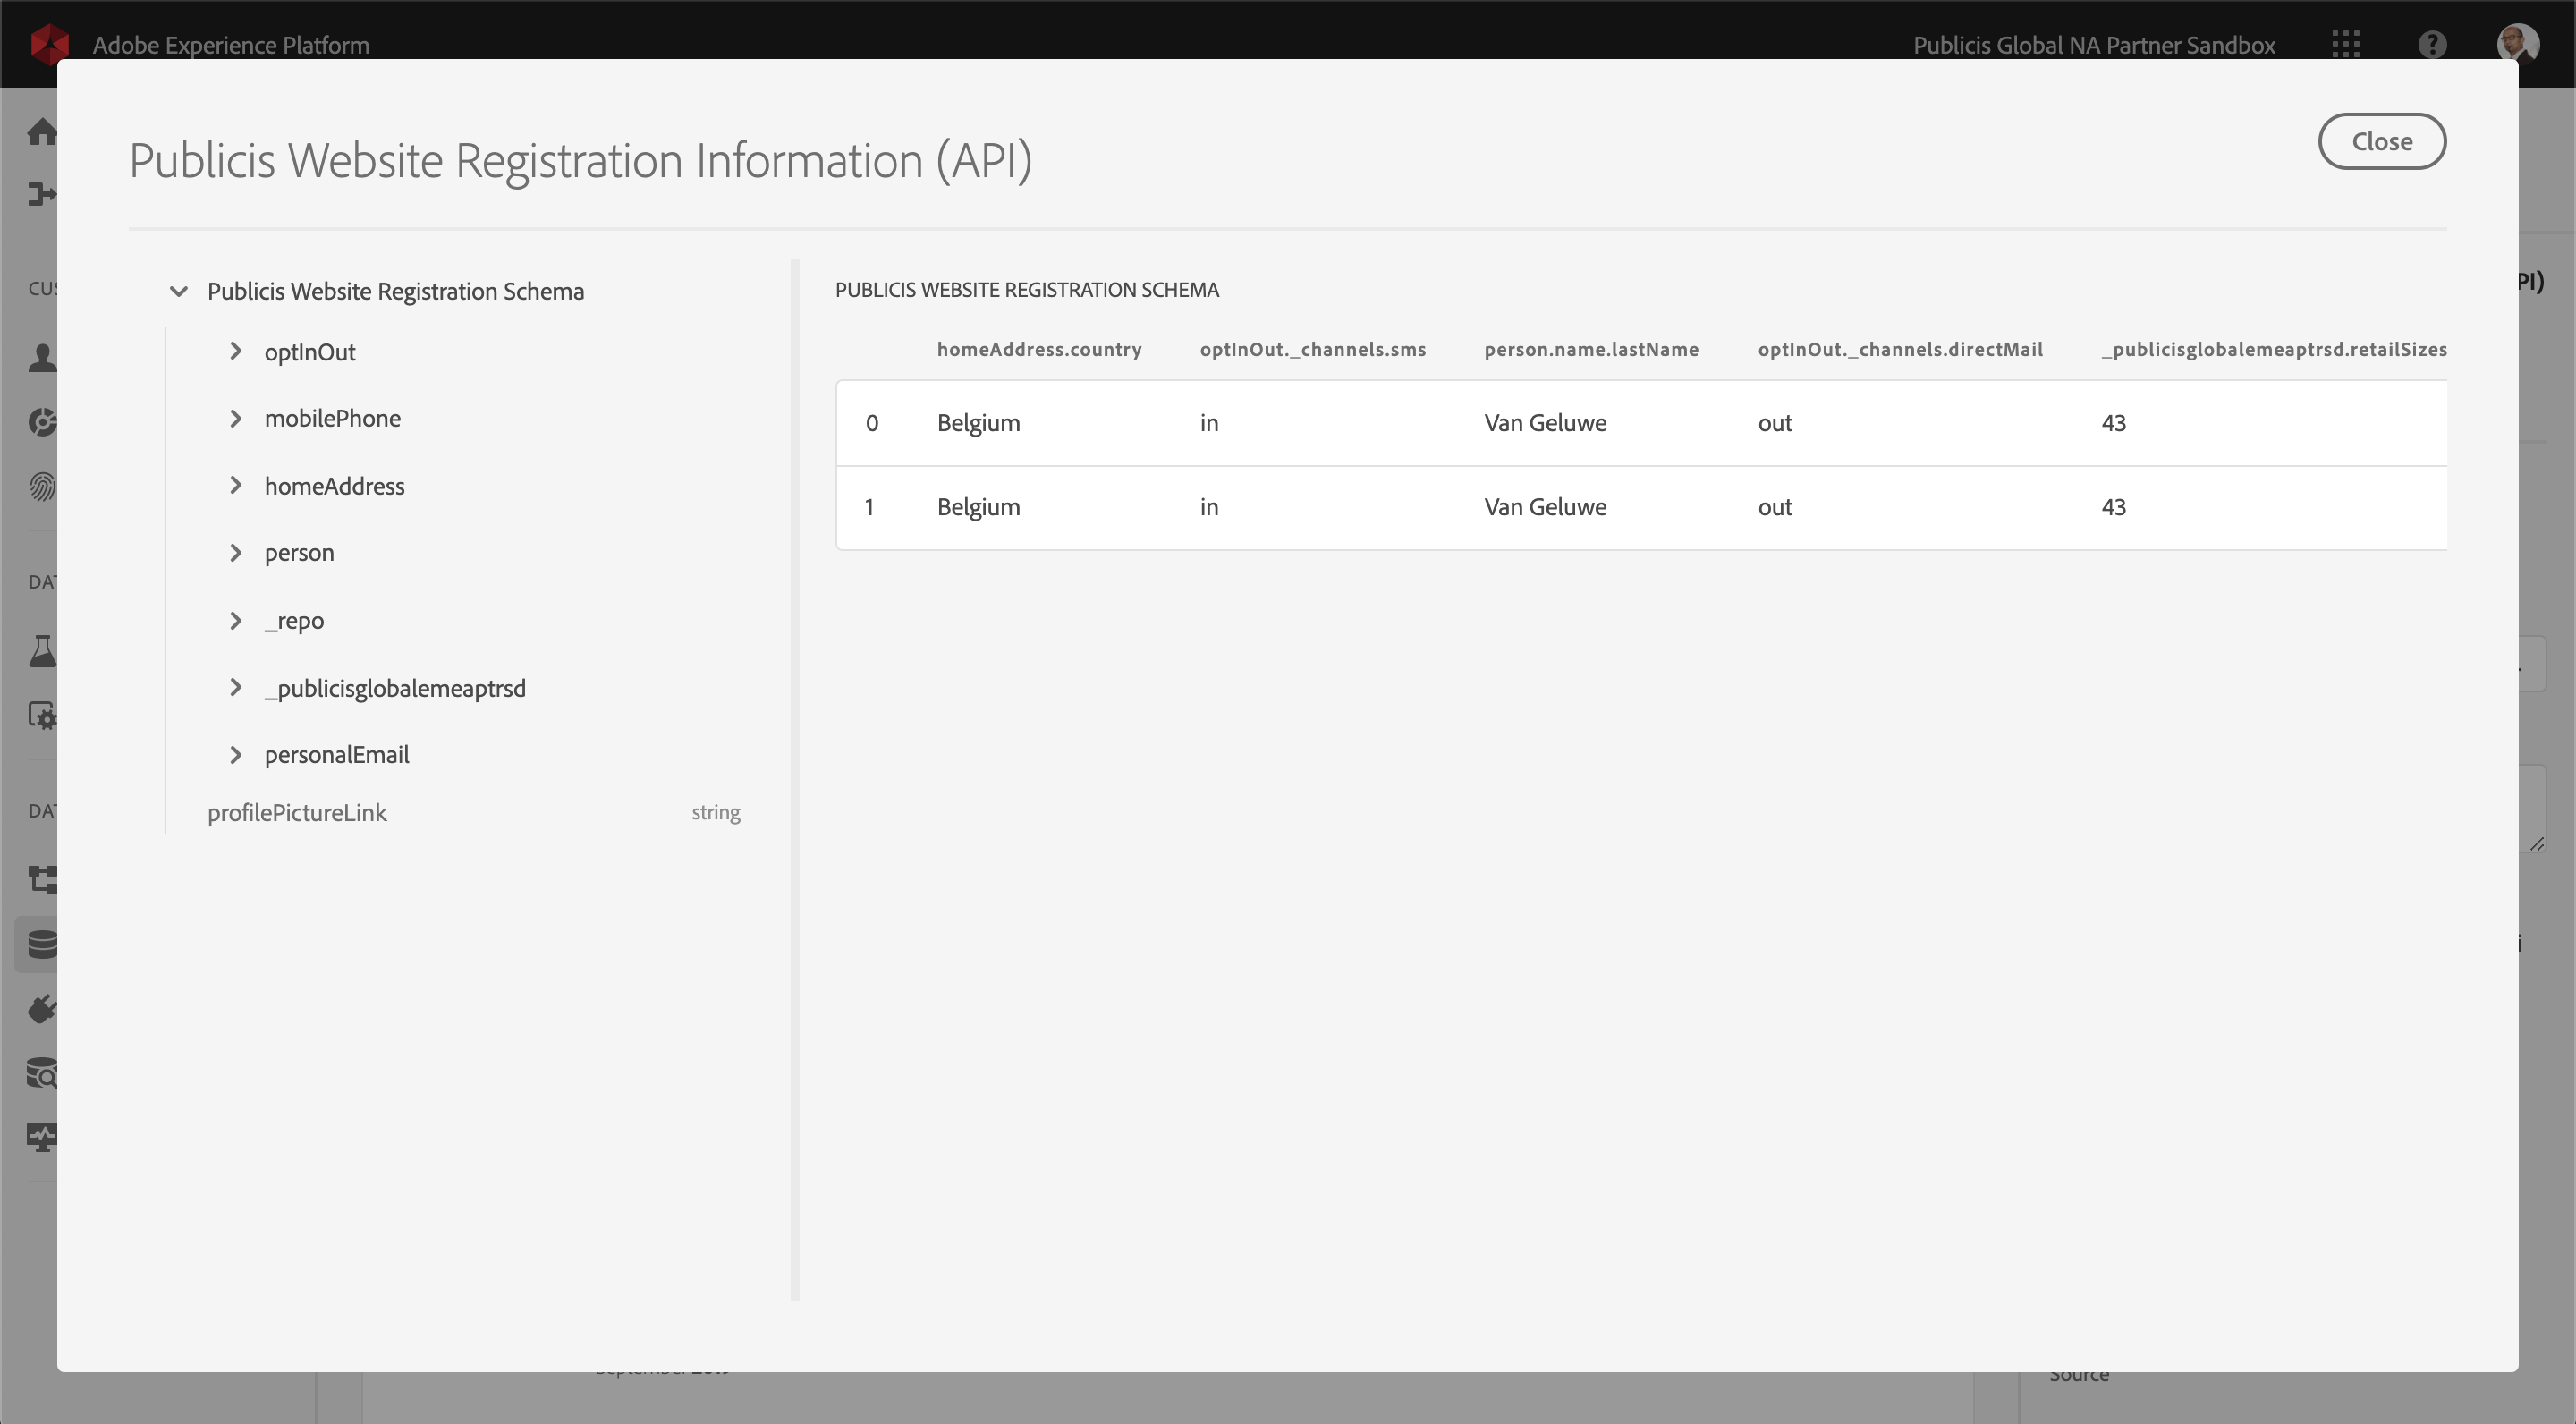 Adobe Experience Platform
Publicis Global NA Partner Sandbox
?
Publicis Website Registration Information (API)
Close
CUS
PI)
Publicis Website Registration Schema
optInOut
mobilePhone
homeAddress
person
_repo
_publicisglobalemeaptrsd
personalEmail
profilePictureLink string
DAT
DAT
PUBLICIS WEBSITE REGISTRATION SCHEMA
homeAddress.country optInOut._channels.sms person.name.lastName optInOut._channels.directMail _publicisglobalemeaptrsd.retailSizes
0 Belgium in Van Geluwe out 43
1 Belgium in Van Geluwe out 43
Source